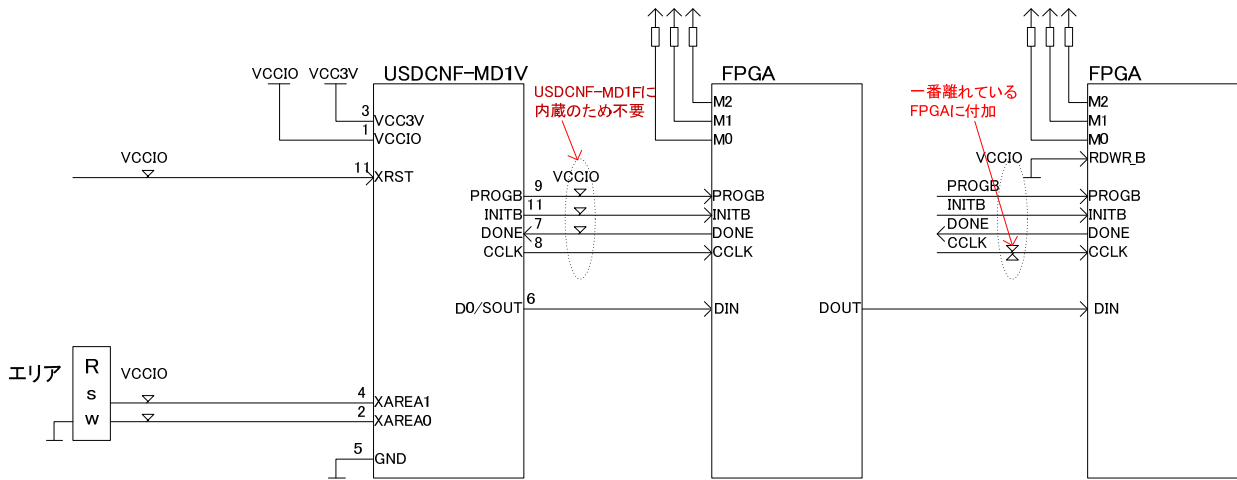 USDCNF-MD1V
VCCIO
VCC3V
3
VCC3V
1
VCCIO
VCCIO
11
XRST
PROGB
9
INITB
11
DONE
7
CCLK
8
D0/SOUT
6
エリア
R
s
w
VCCIO
4
XAREA1
2
XAREA0
5
GND
USDCNF-MD1Fに
内蔵のため不要
VCCIO
FPGA
M2
M1
M0
PROGB
INITB
DONE
CCLK
DIN
DOUT
一番離れている
FPGAに付加
VCCIO
PROGB
INITB
DONE
CCLK
FPGA
M2
M1
M0
RDWR_B
PROGB
INITB
DONE
CCLK
DIN